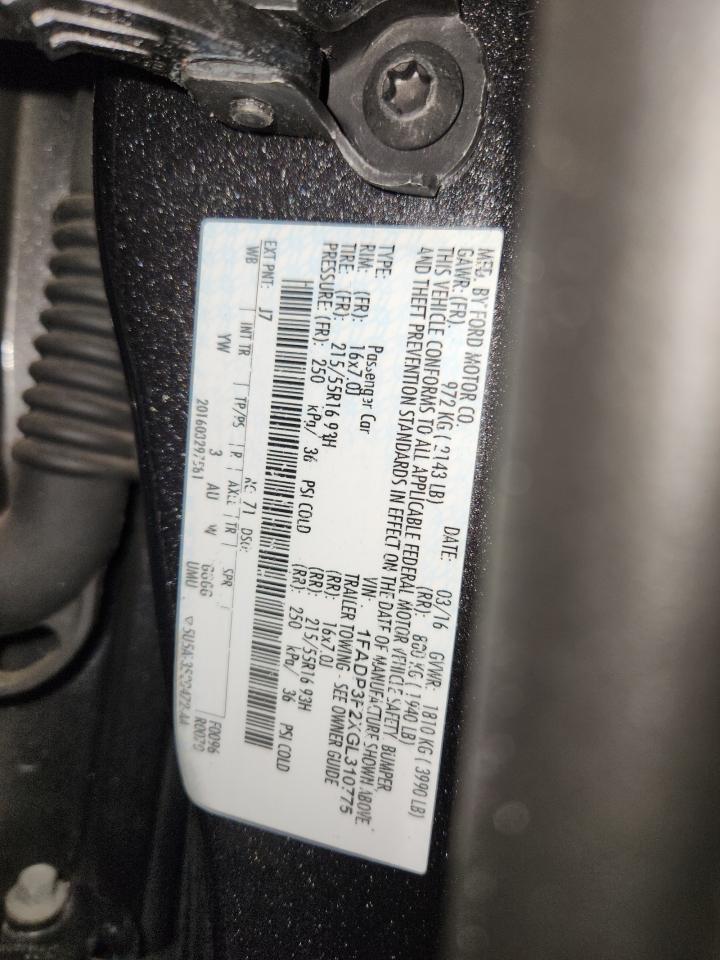 MFD. BY FORD MOTOR CO.
DATE: 03/16 GVWR: 1810 KG ( 3990 LB)
GAWR: (FR). 972 KG ( 2143 LB) (RR): 880 KG ( 1940 LB)
THIS VEHICLE CONFORMS TO ALL APPLICABLE FEDERAL MOTOR VEHICLE SAFETY, BUMPER,
AND THEFT PREVENTION STANDARDS IN EFFECT ON THE DATE OF MANUFACTURE SHOWN ABOVE.
VIN: 1FADP3F2XGL310775
TYPE: Passenger Car TRAILER TOWING - SEE OWNER GUIDE
RIM: (FR): 16x7.0J (RR): 16x7.0J
TIRE: (FR): 215/55R16 93H (RR): 215/55R16 93H
PRESSURE (FR): 250 kPa/ 36 PSI COLD (RR): 250 kPa/ 36 PSI COLD
71 DSO:
EXT PNT: J7 F0096
WB INT TR TP/PS R AXLE TR SPR R0070
YW 3 AU W 6666
201603297561 UMU